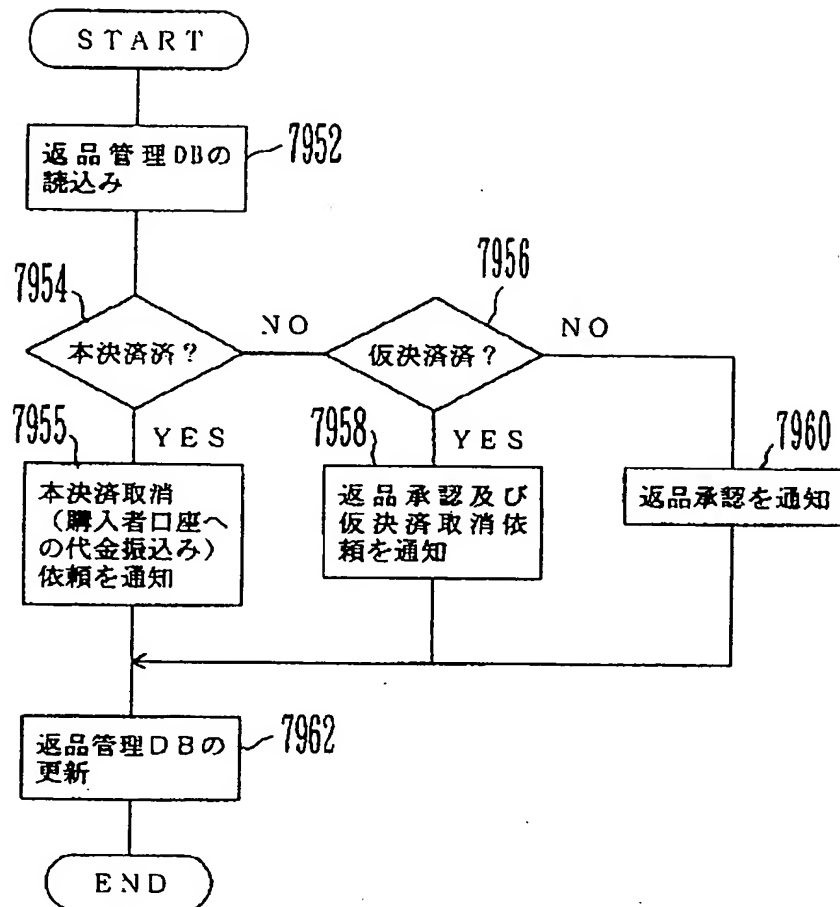 START
返品管理DBの
読込み
7952
7954
本決済済？
NO
7956
仮決済済？
NO
7955
YES
本決済取消
（購入者口座へ
の代金振込み）
依頼を通知
7958
YES
返品承認及び
仮決済取消依
頼を通知
7960
返品承認を通知
返品管理DBの
更新
7962
END